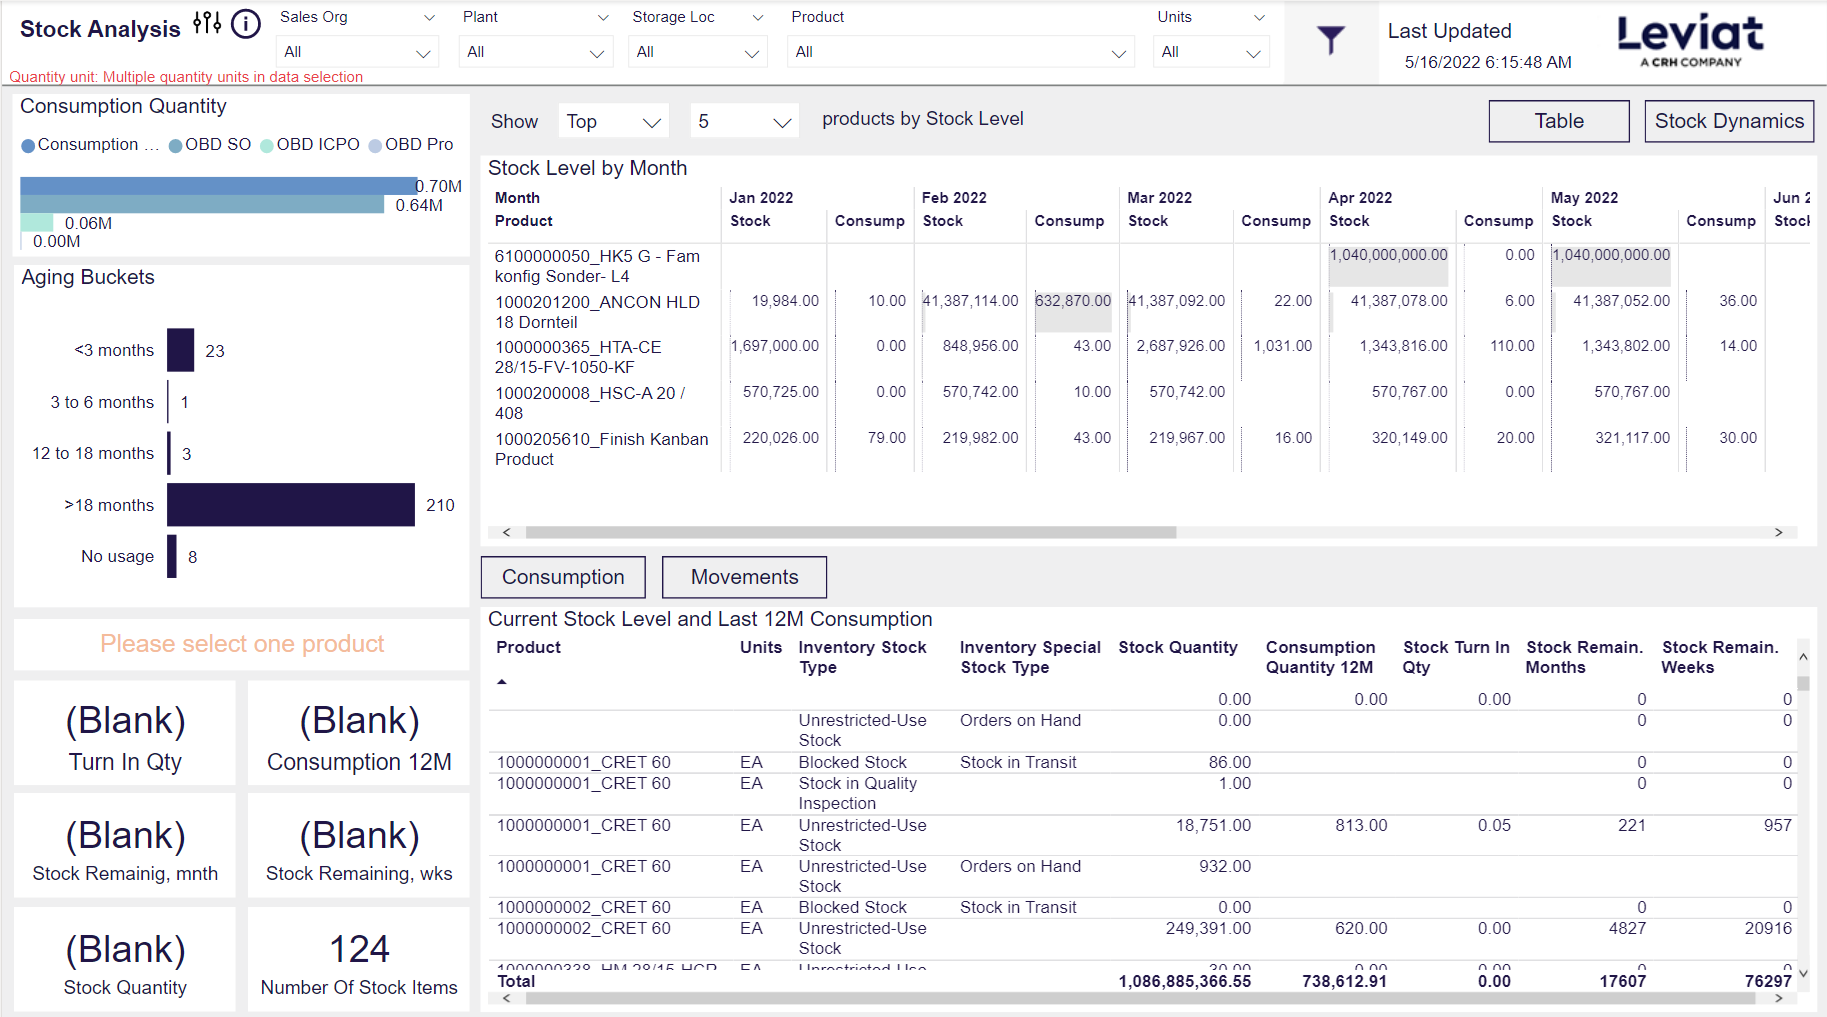 Stock Analysis
Sales Org
Plant
Storage Loc
Product
Units
All
All
All
All
All
Last Updated
5/16/2022 6:15:48 AM
Leviat
A CRH COMPANY
Quantity unit: Multiple quantity units in data selection
Consumption Quantity
Consumption ... OBD SO OBD ICPO OBD Pro
0.70M
0.64M
0.06M
0.00M
Aging Buckets
<3 months 23
3 to 6 months 1
12 to 18 months 3
>18 months 210
No usage 8
Please select one product
(Blank)
Turn In Qty
(Blank)
Consumption 12M
(Blank)
Stock Remainig, mnth
(Blank)
Stock Remaining, wks
(Blank)
Stock Quantity
124
Number Of Stock Items
Show Top 5 products by Stock Level
Table
Stock Dynamics
Stock Level by Month
Month Jan 2022 Feb 2022 Mar 2022 Apr 2022 May 2022 Jun 2
Product Stock Consump Stock Consump Stock Consump Stock Consump Stock Consump Stock
6100000050_HK5 G - Fam 1,040,000,000.00 0.00 1,040,000,000.00
konfig Sonder- L4
1000201200_ANCON HLD 19,984.00 10.00 41,387,114.00 632,870.00 41,387,092.00 22.00 41,387,078.00 6.00 41,387,052.00 36.00
18 Dornteil
1000000365_HTA-CE 1,697,000.00 0.00 848,956.00 43.00 2,687,926.00 1,031.00 1,343,816.00 110.00 1,343,802.00 14.00
28/15-FV-1050-KF
1000200008_HSC-A 20 / 570,725.00 0.00 570,742.00 10.00 570,742.00 570,767.00 0.00 570,767.00
408
1000205610_Finish Kanban 220,026.00 79.00 219,982.00 43.00 219,967.00 16.00 320,149.00 20.00 321,117.00 30.00
Product
Consumption
Movements
Current Stock Level and Last 12M Consumption
Product Units Inventory Stock Inventory Special Stock Quantity Consumption Stock Turn In Stock Remain. Stock Remain.
Type Stock Type Quantity 12M Qty Months Weeks
0.00 0.00 0.00 0 0
Unrestricted-Use Orders on Hand 0.00 0 0
Stock
1000000001_CRET 60 EA Blocked Stock Stock in Transit 86.00 0 0
1000000001_CRET 60 EA Stock in Quality 1.00 0 0
Inspection
1000000001_CRET 60 EA Unrestricted-Use 18,751.00 813.00 0.05 221 957
Stock
1000000001_CRET 60 EA Unrestricted-Use Orders on Hand 932.00
Stock
1000000002_CRET 60 EA Blocked Stock Stock in Transit 0.00 0 0
1000000002_CRET 60 EA Unrestricted-Use 249,391.00 620.00 0.00 4827 20916
Stock
1000000338_HM 28/15-HCR EA Unrestricted-Use 30.00 0.00 0.00 0 0
Total 1,086,885,366.55 738,612.91 0.00 17607 76297